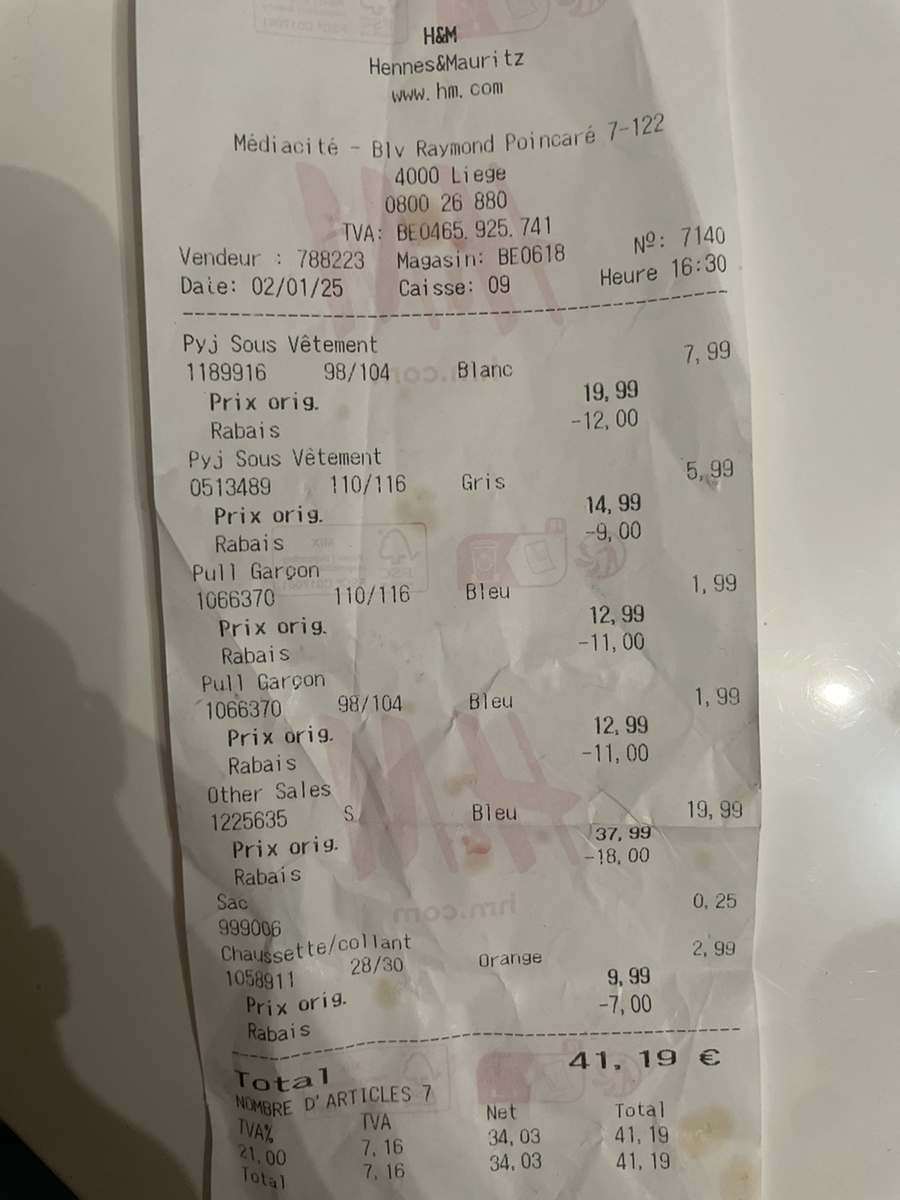 H&M
Hennes&Mauritz
www.hm.com
Médiacité - Blv Raymond Poincaré 7-122
4000 Liege
0800 26 880
TVA: BE0465.925.741
Vendeur : 788223 Magasin: BE0618 Nº: 7140
Daie: 02/01/25 Caisse: 09 Heure 16:30
Pyj Sous Vêtement 7,99
1189916 98/104 Blanc
Prix orig. 19,99
Rabais -12,00
Pyj Sous Vêtement 5,99
0513489 110/116 Gris
Prix orig. 14,99
Rabais -9,00
Pull Garçon 1,99
1066370 110/116 Bleu
Prix orig. 12,99
Rabais -11,00
Pull Garçon 1,99
1066370 98/104 Bleu
Prix orig. 12,99
Rabais -11,00
Other Sales 19,99
1225635 S Bleu
Prix orig. 37,99
Rabais -18,00
Sac 0,25
999006
Chaussette/collant 2,99
1058911 28/30 Orange
Prix orig. 9,99
Rabais -7,00
Total 41,19 €
NOMBRE D'ARTICLES 7
TVA% TVA Net Total
21,00 7,16 34,03 41,19
Total 7,16 34,03 41,19